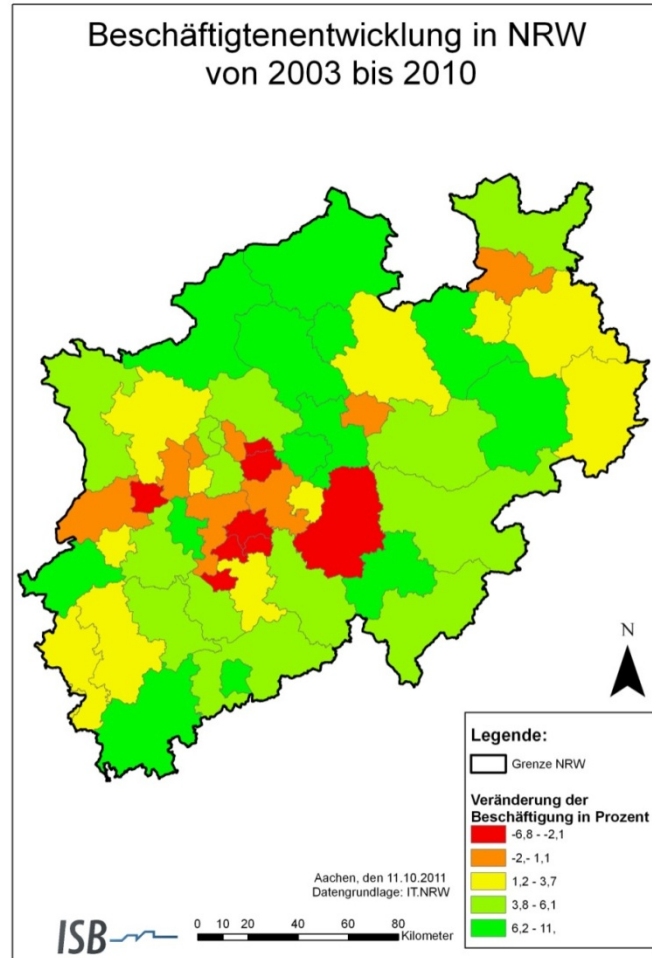 Beschäftigtenentwicklung in NRW
von 2003 bis 2010
N
Legende:
Grenze NRW
Veränderung der
Beschäftigung in Prozent
-6,8 - -2,1
-2,- 1,1
1,2 - 3,7
3,8 - 6,1
6,2 - 11,
Aachen, den 11.10.2011
Datengrundlage: IT.NRW
ISB
0 10 20 40 60 80
Kilometer